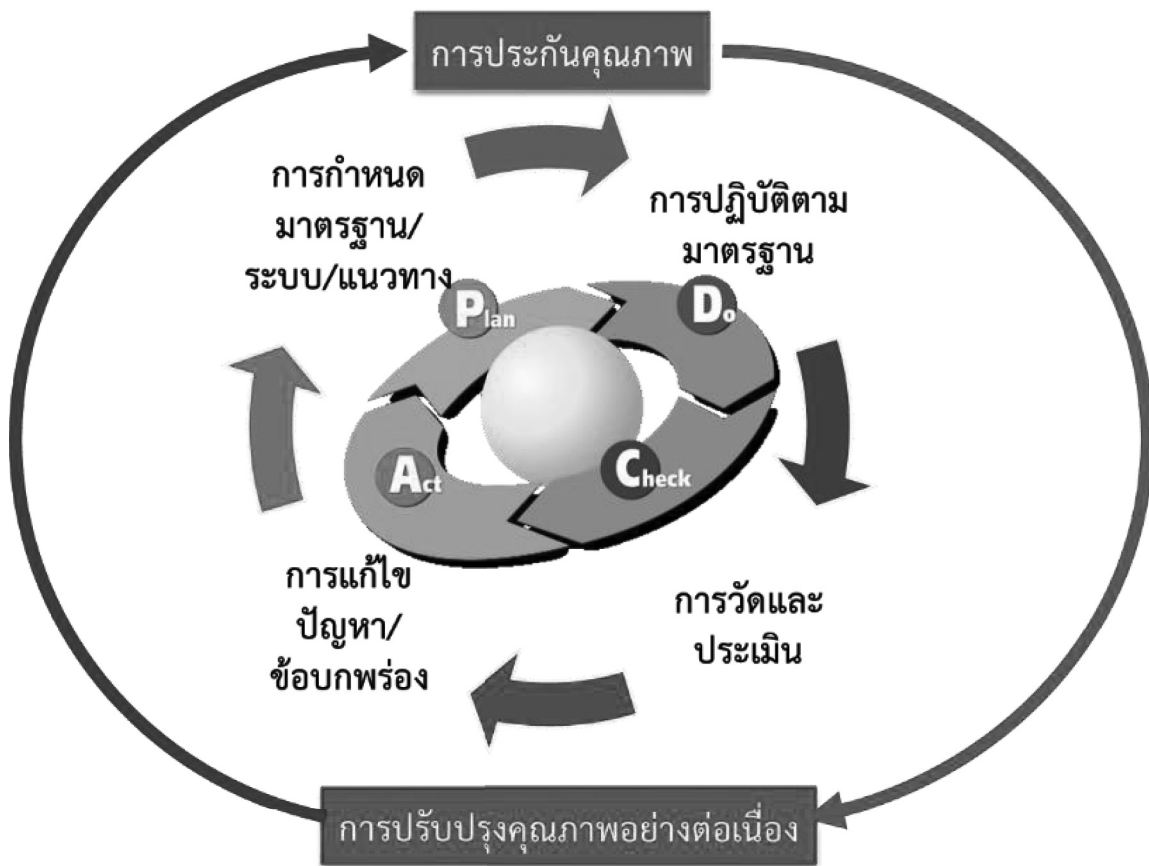 การประกันคุณภาพ
การกำหนด
มาตรฐาน/
ระบบ/แนวทาง
การปฏิบัติตาม
มาตรฐาน
Plan
Do
Act
Check
การแก้ไข
ปัญหา/
ข้อบกพร่อง
การวัดและ
ประเมิน
การปรับปรุงคุณภาพอย่างต่อเนื่อง